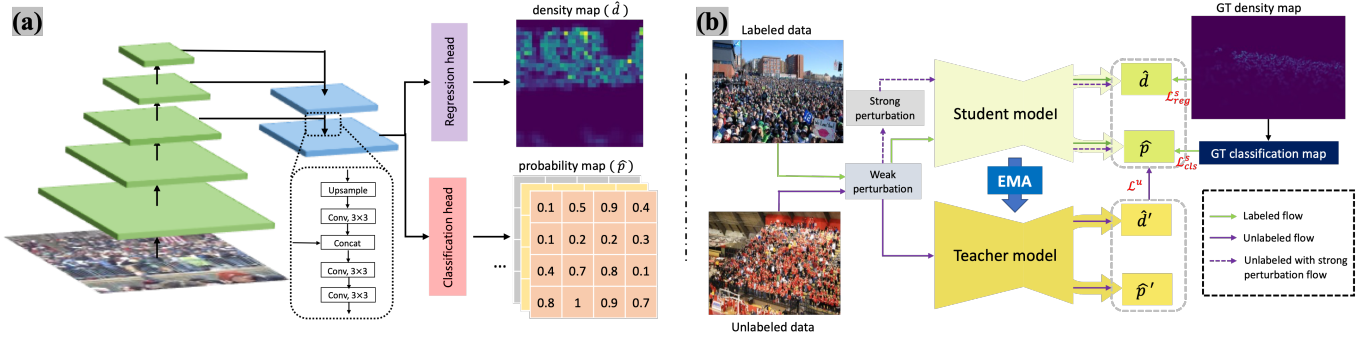 (a)
Upsample
Conv, 3×3
Concat
Conv, 3×3
Conv, 3×3
Regression head
Classification head
density map ( d̂ )
probability map ( p̂ )
0.1 0.5 0.9 0.4
0.1 0.2 0.2 0.3
0.4 0.7 0.8 0.1
0.8 1 0.9 0.7
...
(b)
Labeled data
Unlabeled data
Strong
perturbation
Weak
perturbation
Student model
EMA
Teacher model
d̂
p̂
d̂′
p̂′
ℒˢreg
ℒˢcls
ℒᵘ
GT density map
GT classification map
Labeled flow
Unlabeled flow
Unlabeled with strong
perturbation flow